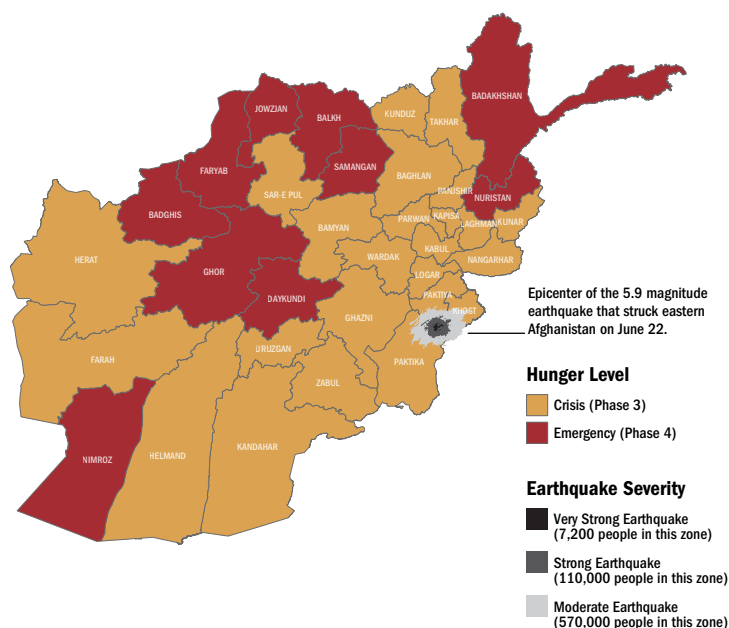 BADAKHSHAN
JOWZJAN
BALKH
KUNDUZ
TAKHAR
FARYAB
SAMANGAN
BAGHLAN
SAR-E PUL
PANJSHIR
NURISTAN
BADGHIS
PARWAN
KAPISA
LAGHMAN
KUNAR
BAMYAN
KABUL
HERAT
WARDAK
NANGARHAR
GHOR
LOGAR
DAYKUNDI
PAKTIYA
KHOST
GHAZNI
URUZGAN
FARAH
PAKTIKA
ZABUL
NIMROZ
HELMAND
KANDAHAR
Epicenter of the 5.9 magnitude
earthquake that struck eastern
Afghanistan on June 22.
Hunger Level
Crisis (Phase 3)
Emergency (Phase 4)
Earthquake Severity
Very Strong Earthquake
(7,200 people in this zone)
Strong Earthquake
(110,000 people in this zone)
Moderate Earthquake
(570,000 people in this zone)